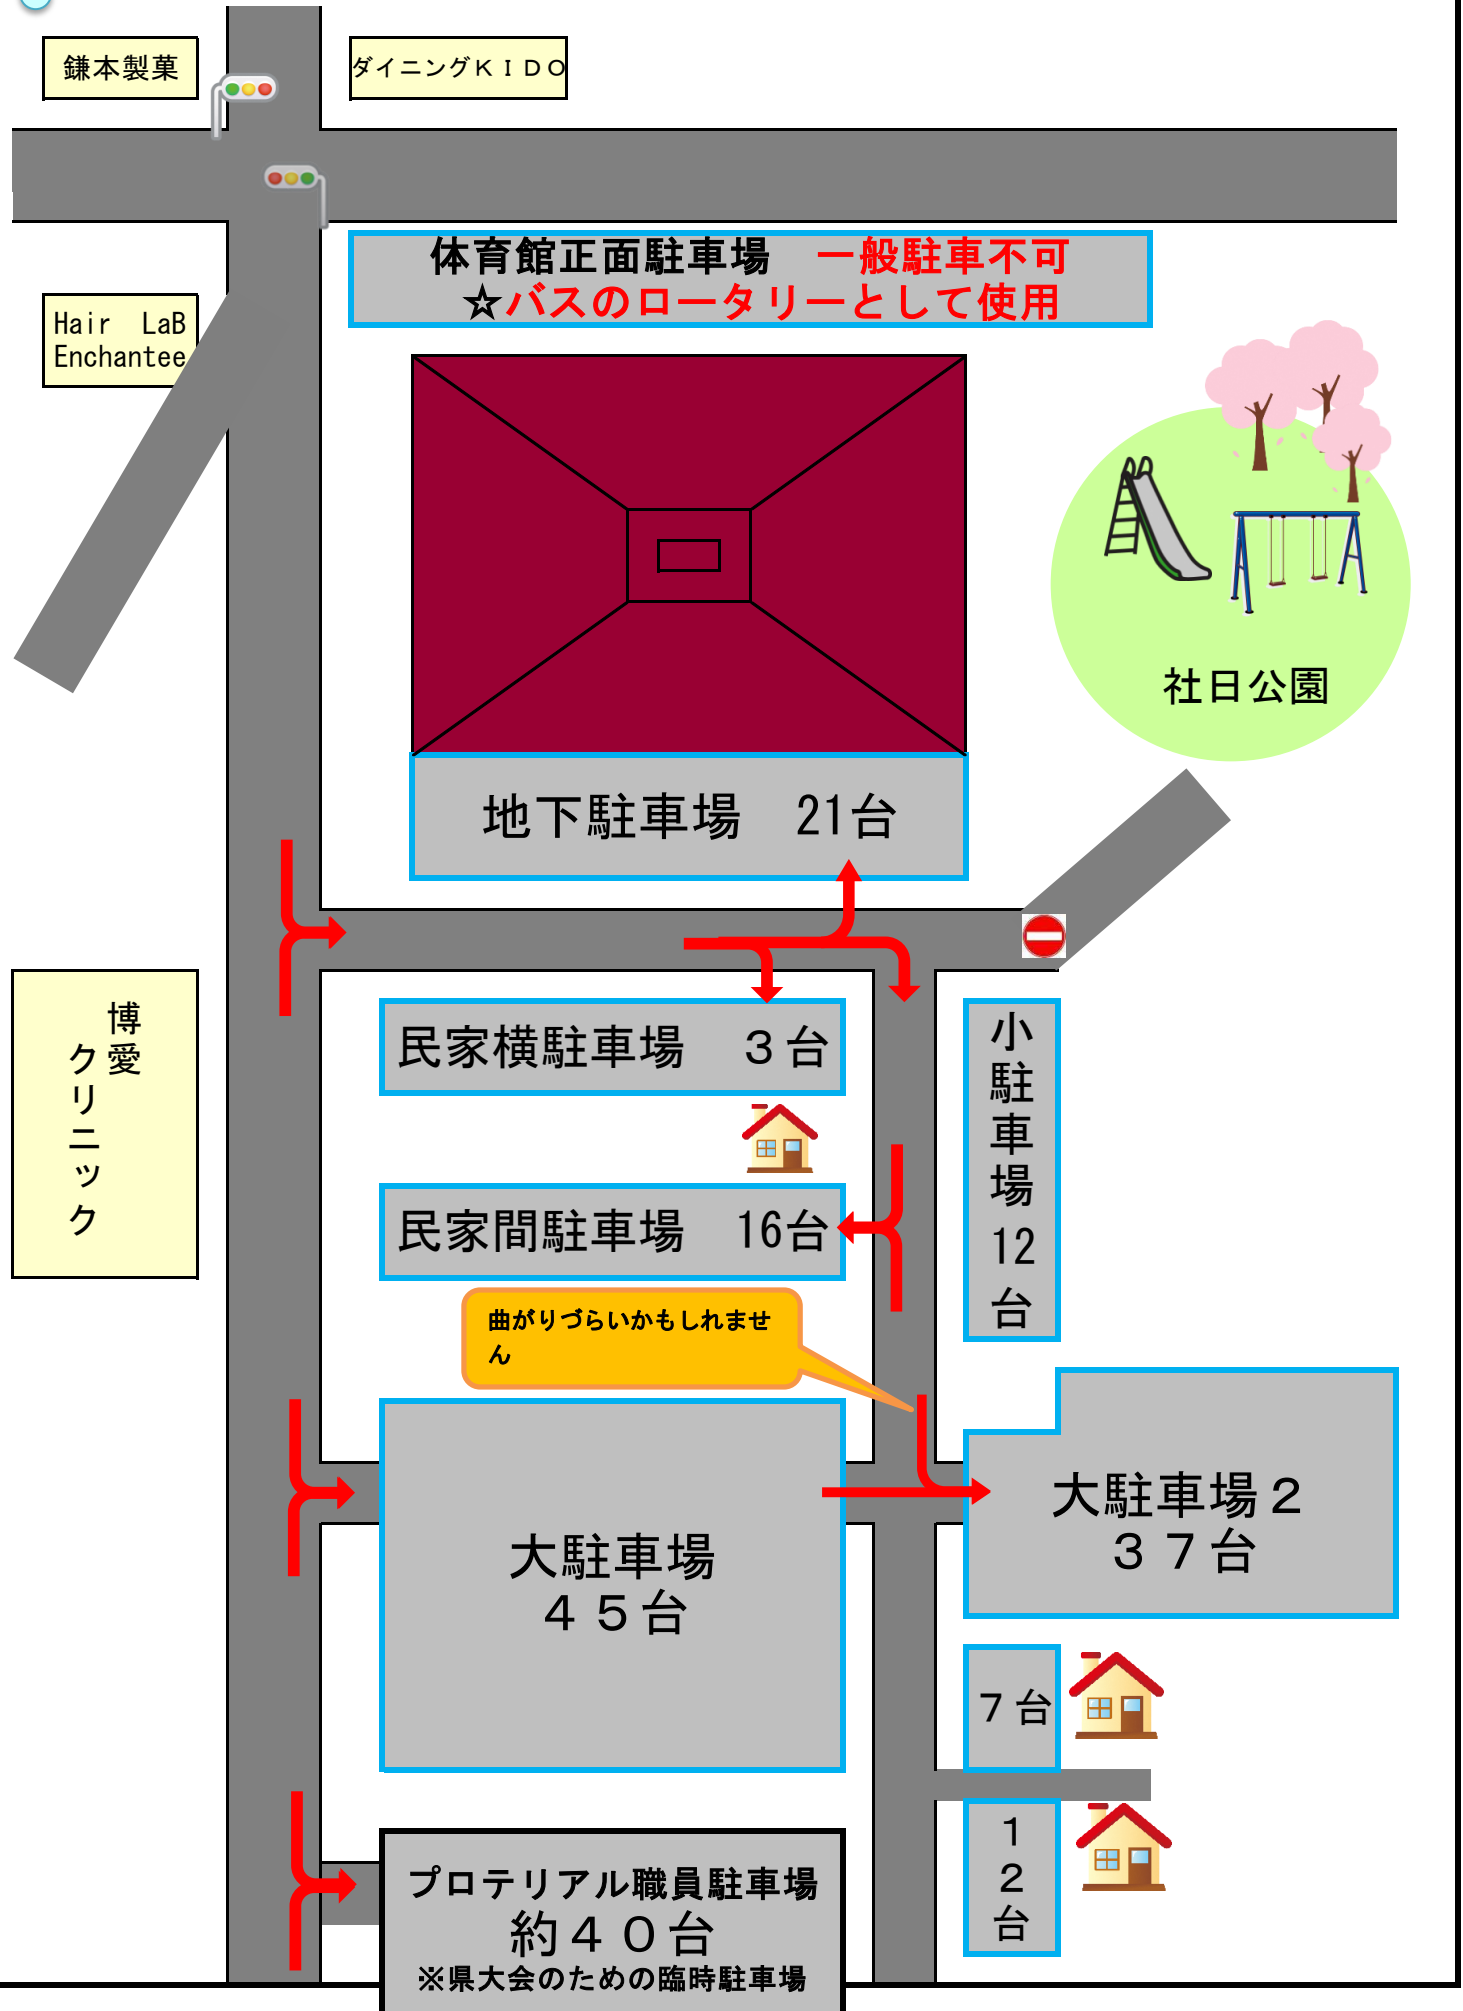 鎌本製菓
ダイニングＫＩＤＯ
体育館正面駐車場　一般駐車不可
☆バスのロータリーとして使用
Hair　LaB
Enchantee
社日公園
地下駐車場　21台
博愛
クリニック
民家横駐車場　３台
小駐車場12台
民家間駐車場　16台
曲がりづらいかもしれませ
ん
大駐車場２
３７台
大駐車場
４５台
７台
１２台
プロテリアル職員駐車場
約４０台
※県大会のための臨時駐車場